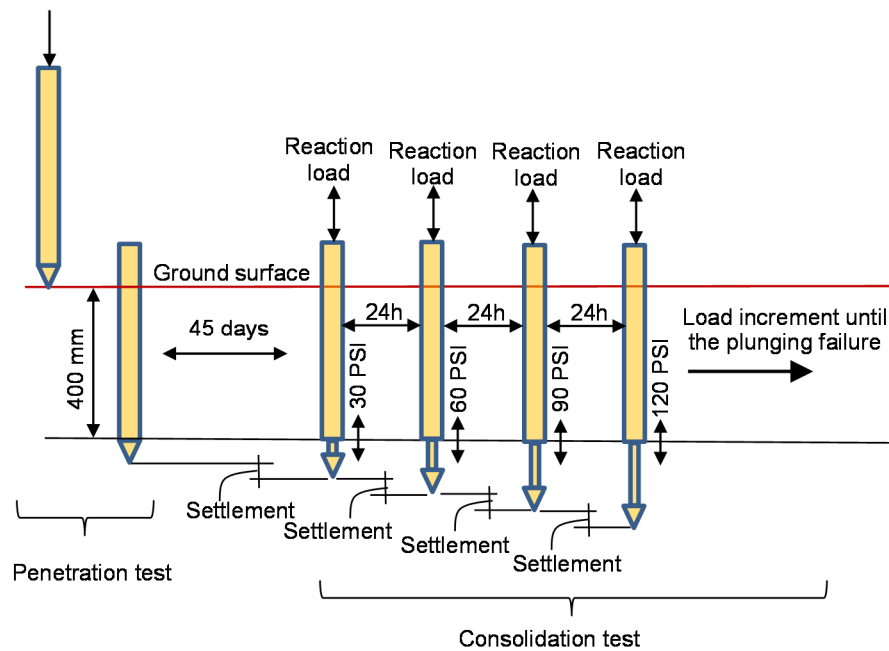 Reaction
load
Reaction
load
Reaction
load
Reaction
load
Ground surface
400 mm
45 days
24h
24h
24h
30 PSI
60 PSI
90 PSI
120 PSI
Load increment until
the plunging failure
Settlement
Settlement
Settlement
Settlement
Penetration test
Consolidation test